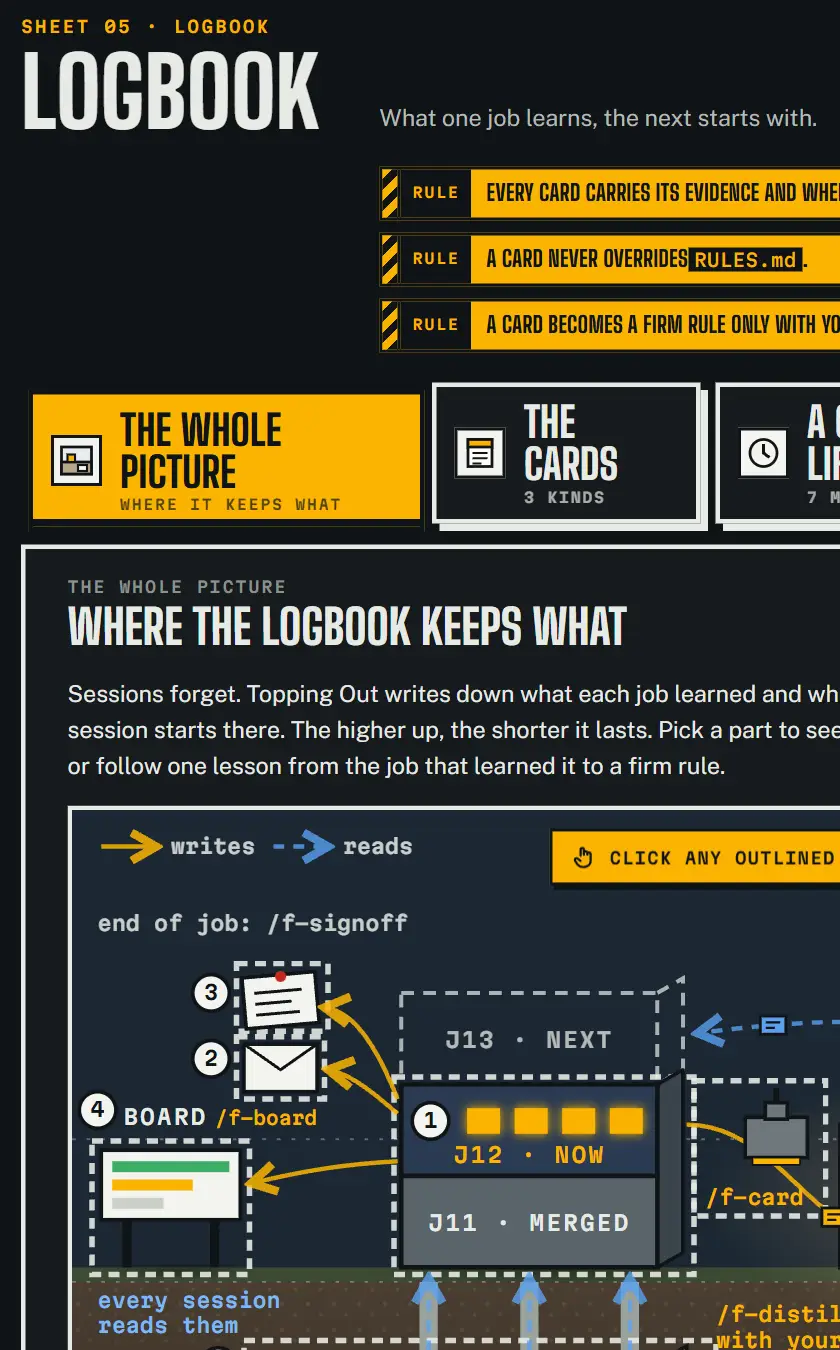 SHEET 05 · LOGBOOK
LOGBOOK
What one job learns, the next starts with.
RULE EVERY CARD CARRIES ITS EVIDENCE AND
RULE A CARD NEVER OVERRIDES RULES.md.
RULE A CARD BECOMES A FIRM RULE ONLY WITH
THE WHOLE
PICTURE
WHERE IT KEEPS WHAT
THE
CARDS
3 KINDS
A
7
THE WHOLE PICTURE
WHERE THE LOGBOOK KEEPS WHAT
Sessions forget. Topping Out writes down what each job learned and
session starts there. The higher up, the shorter it lasts. Pick a part to see
or follow one lesson from the job that learned it to a firm rule.
writes reads
CLICK ANY OUTLINED
end of job: /f-signoff
3
J13 · NEXT
2
4 BOARD /f-board
1
J12 · NOW
/f-card
J11 · MERGED
every session
reads them
/f-distil
with your